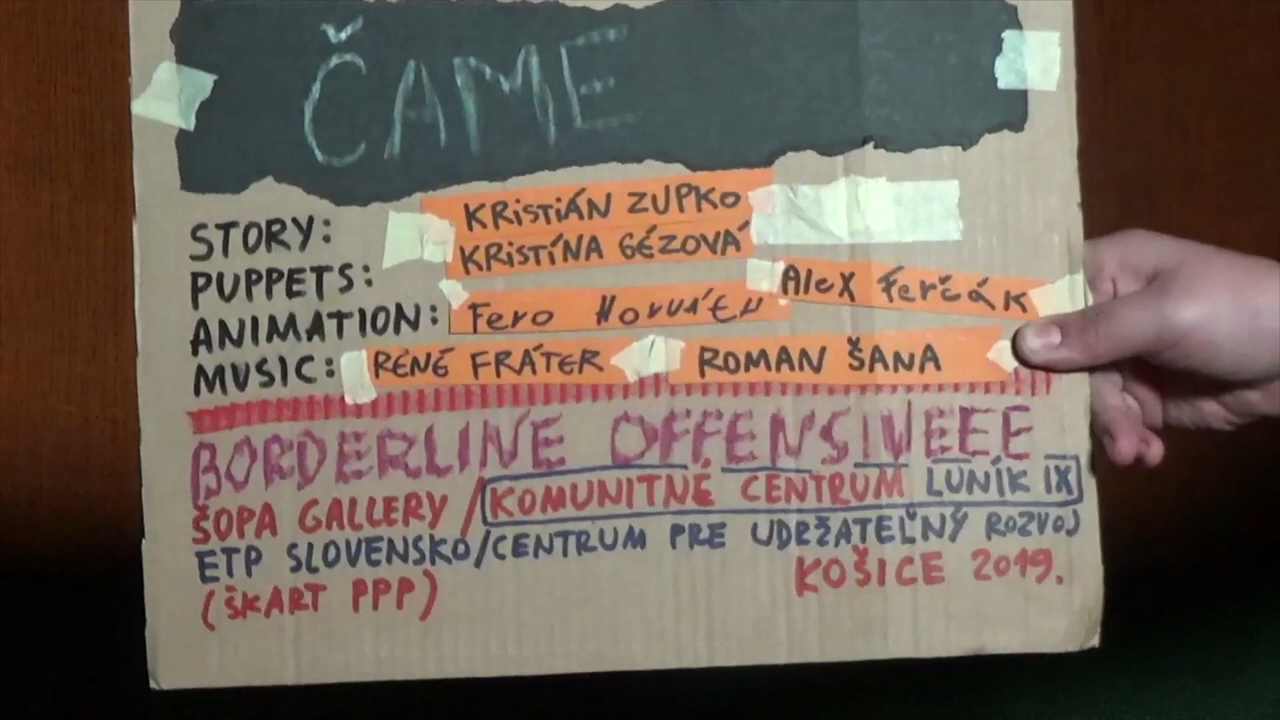 ČAME
STORY: KRISTIÁN ZUPKO
PUPPETS: KRISTÍNA GÉZOVÁ
ANIMATION: Fero Horváth Alex Ferčák
MUSIC: RENÉ FRÁTER ROMAN ŠANA
BORDERLINE OFFENSIVEEE
ŠOPA GALLERY / KOMUNITNÉ CENTRUM LUNÍK IX
ETP SLOVENSKO/CENTRUM PRE UDRŽATEĽNÝ ROZVOJ
(ŠKART PPP) KOŠICE 2019.